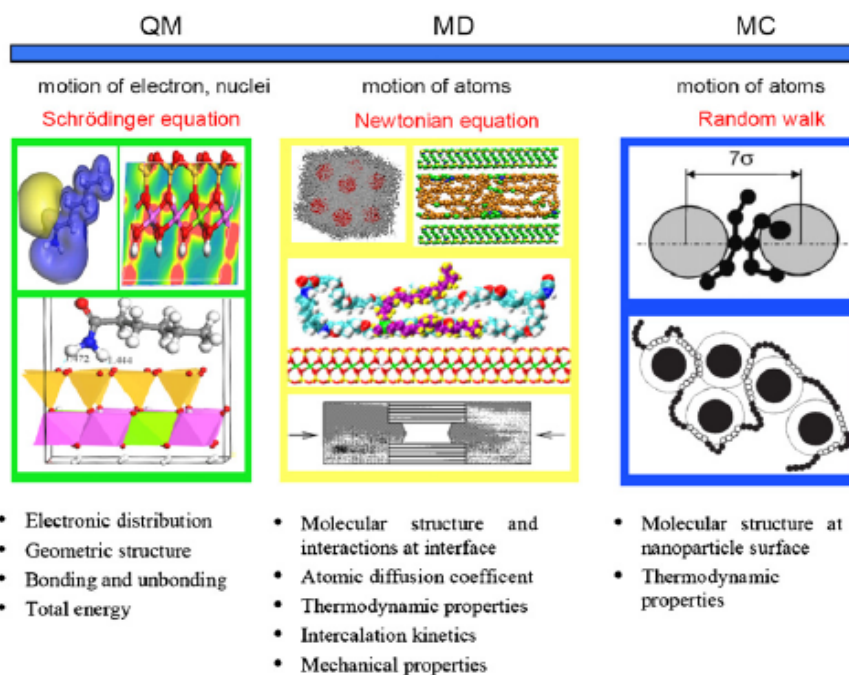 QM MD MC
motion of electron, nuclei motion of atoms motion of atoms
Schrödinger equation Newtonian equation Random walk
7σ
• Electronic distribution
• Geometric structure
• Bonding and unbonding
• Total energy
• Molecular structure and
interactions at interface
• Atomic diffusion coefficent
• Thermodynamic properties
• Intercalation kinetics
• Mechanical properties
• Molecular structure at
nanoparticle surface
• Thermodynamic
properties